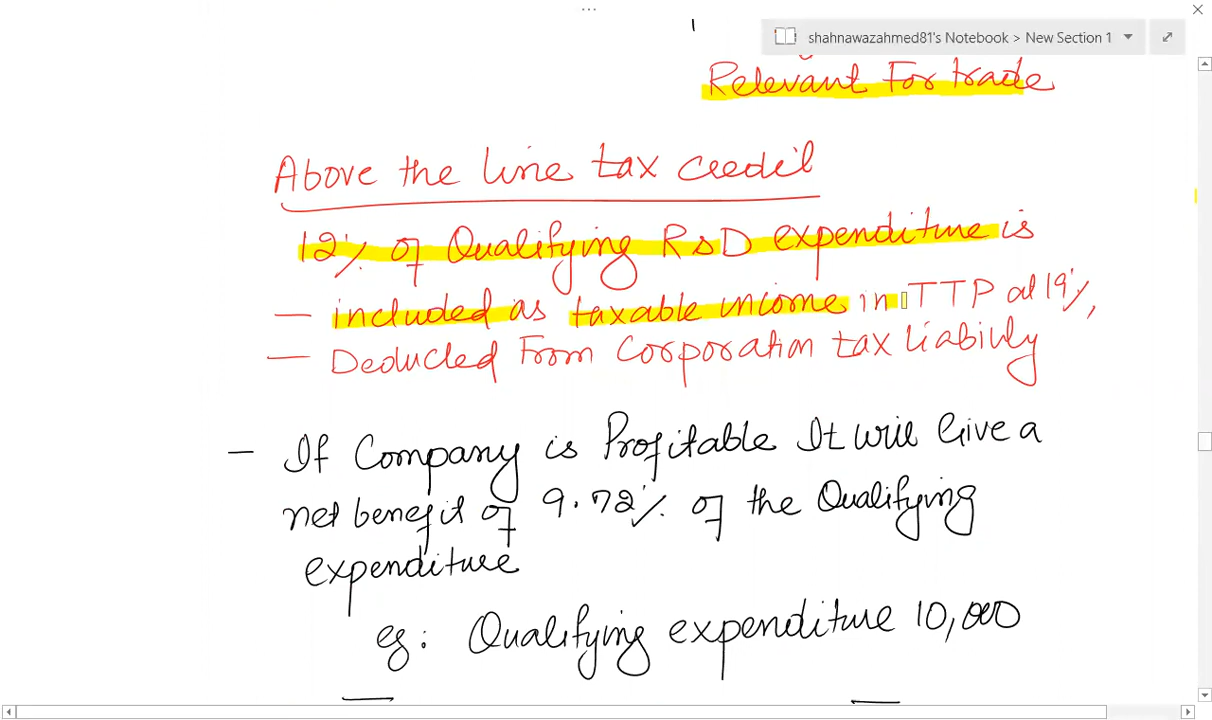 shahnawazahmed81's Notebook > New Section 1
Relevant For trade
Above the line tax credit
12% of Qualifying R&D expenditure is
— included as taxable income in TTP at 19%,
— Deducted From Corporation tax liability
— If Company is Profitable It will Give a
net benefit of 9.72% of the Qualifying
expenditure
eg: Qualifying expenditure 10,000